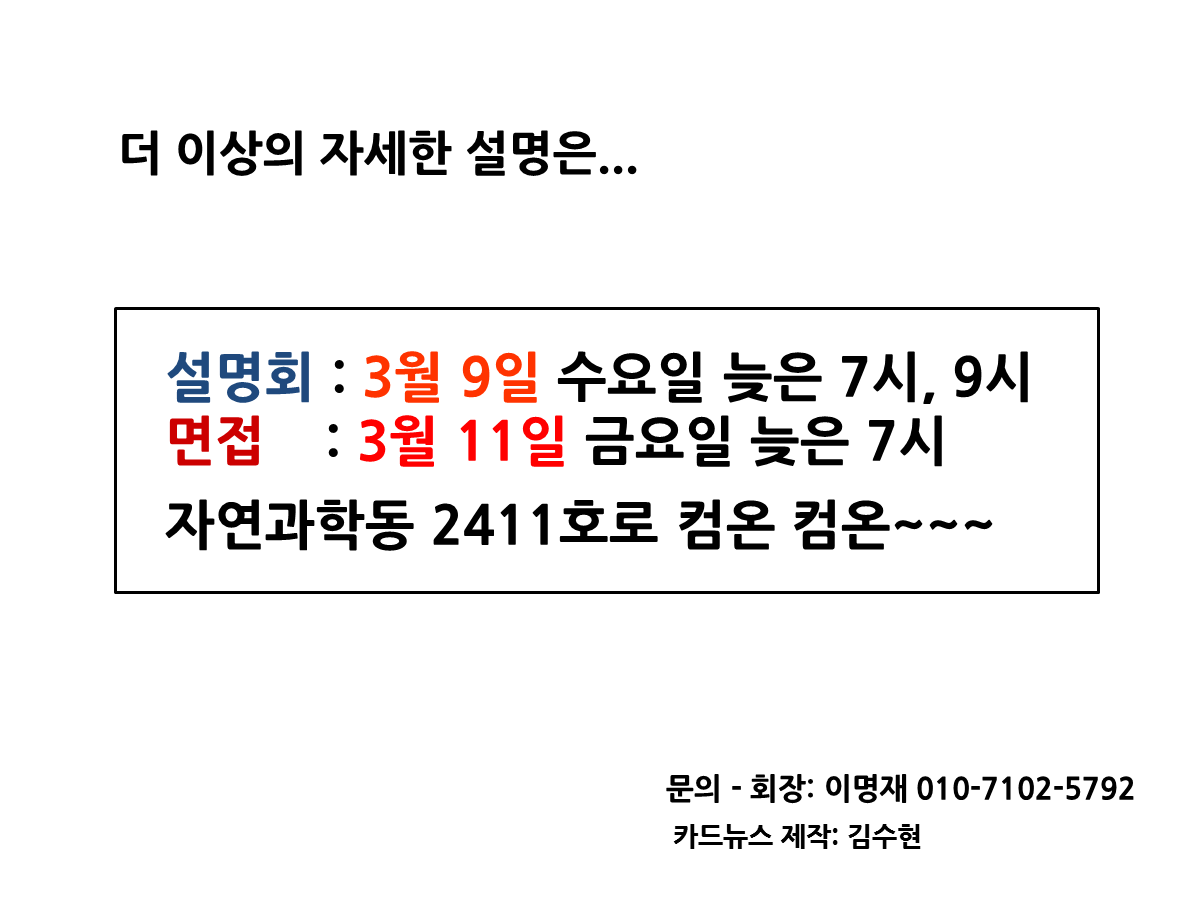 더 이상의 자세한 설명은...
설명회 : 3월 9일 수요일 늦은 7시, 9시
면접 : 3월 11일 금요일 늦은 7시
자연과학동 2411호로 컴온 컴온~~~
문의 - 회장: 이명재 010-7102-5792
카드뉴스 제작: 김수현